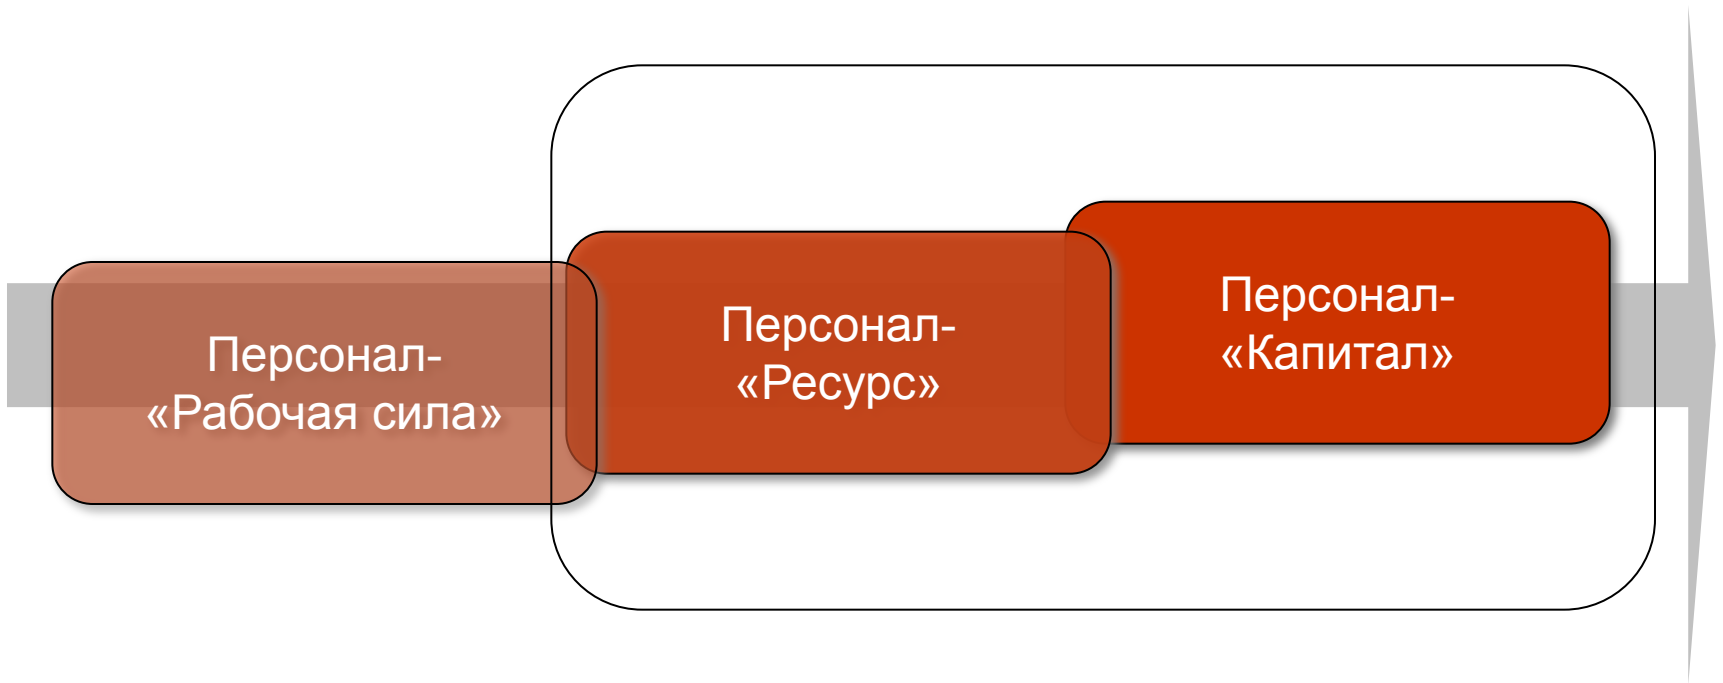 Персонал-
«Рабочая сила»
Персонал-
«Ресурс»
Персонал-
«Капитал»